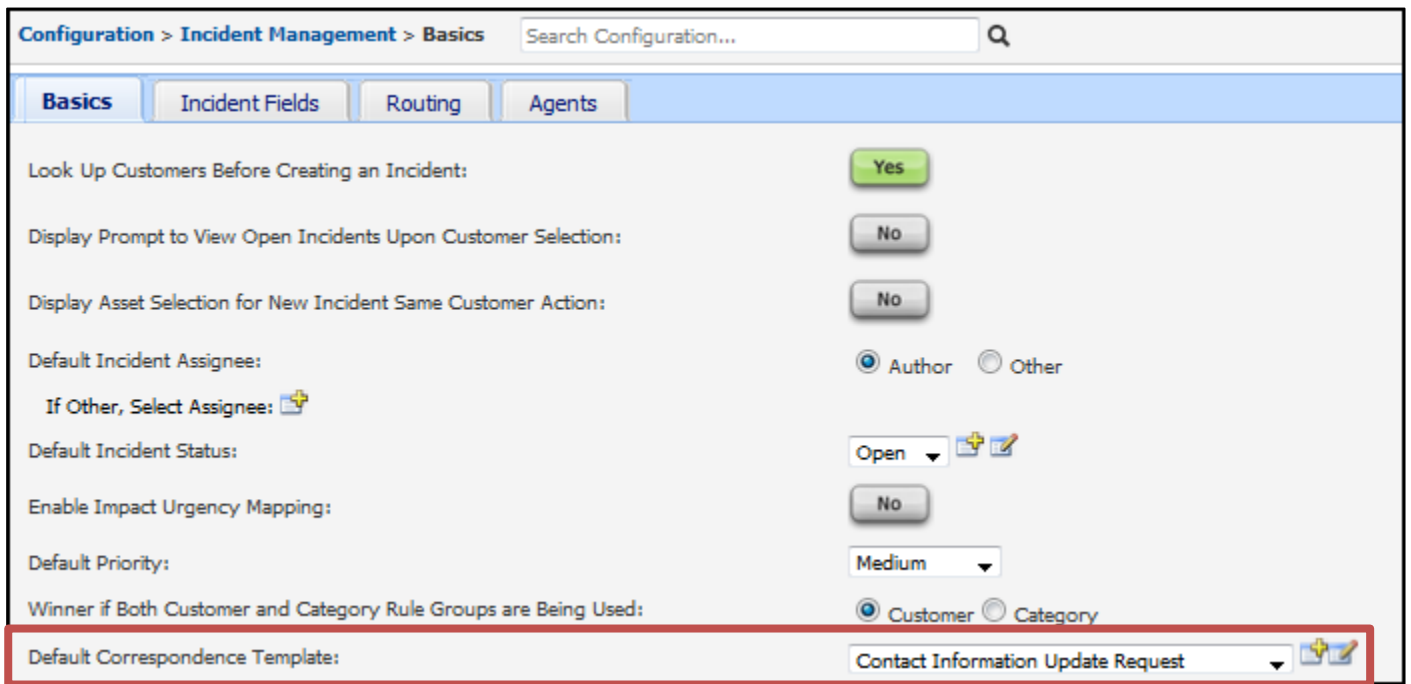 Configuration > Incident Management > Basics Search Configuration...
Basics Incident Fields Routing Agents
Look Up Customers Before Creating an Incident: Yes
Display Prompt to View Open Incidents Upon Customer Selection: No
Display Asset Selection for New Incident Same Customer Action: No
Default Incident Assignee: Author Other
If Other, Select Assignee:
Default Incident Status: Open
Enable Impact Urgency Mapping: No
Default Priority: Medium
Winner if Both Customer and Category Rule Groups are Being Used: Customer Category
Default Correspondence Template: Contact Information Update Request